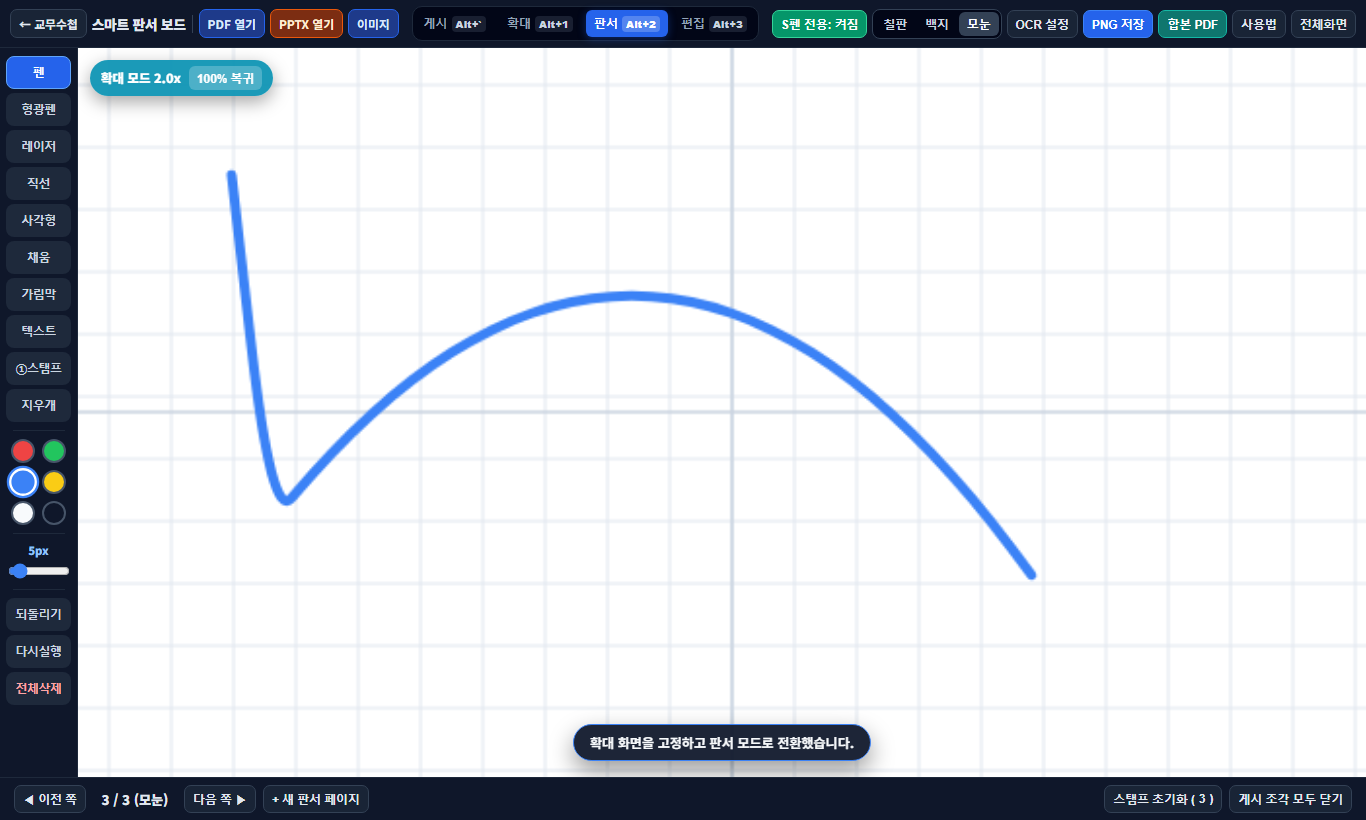 ← 교무수첩 스마트 판서 보드 PDF 열기 PPTX 열기 이미지 게시 Alt+` 확대 Alt+1 판서 Alt+2 편집 Alt+3 S펜 전용: 켜짐 칠판 백지 모눈 OCR 설정 PNG 저장 합본 PDF 사용법 전체화면
펜
확대 모드 2.0x 100% 복귀
형광펜
레이저
직선
사각형
채움
가림막
텍스트
①스탬프
지우개
5px
되돌리기
다시실행
전체삭제
확대 화면을 고정하고 판서 모드로 전환했습니다.
◀ 이전 쪽 3 / 3 (모눈) 다음 쪽 ▶ + 새 판서 페이지 스탬프 초기화 ( 3 ) 게시 조각 모두 닫기